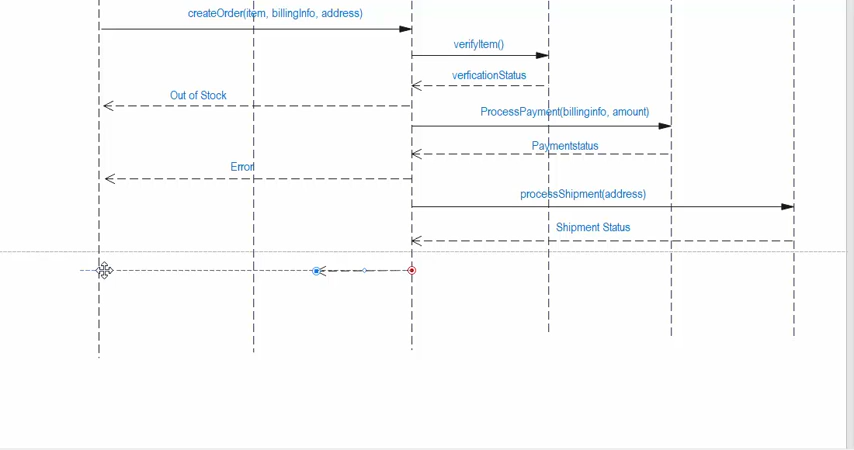 createOrder(item, billingInfo, address)
verifyItem()
verficationStatus
Out of Stock
ProcessPayment(billinginfo, amount)
Paymentstatus
Error
processShipment(address)
Shipment Status